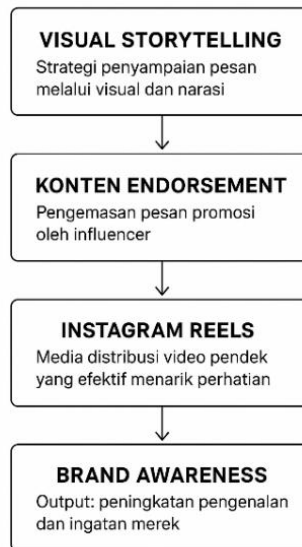 VISUAL STORYTELLING
Strategi penyampaian pesan
melalui visual dan narasi
KONTEN ENDORSEMENT
Pengemasan pesan promosi
oleh influencer
INSTAGRAM REELS
Media distribusi video pendek
yang efektif menarik perhatian
BRAND AWARENESS
Output: peningkatan pengenalan
dan ingatan merek